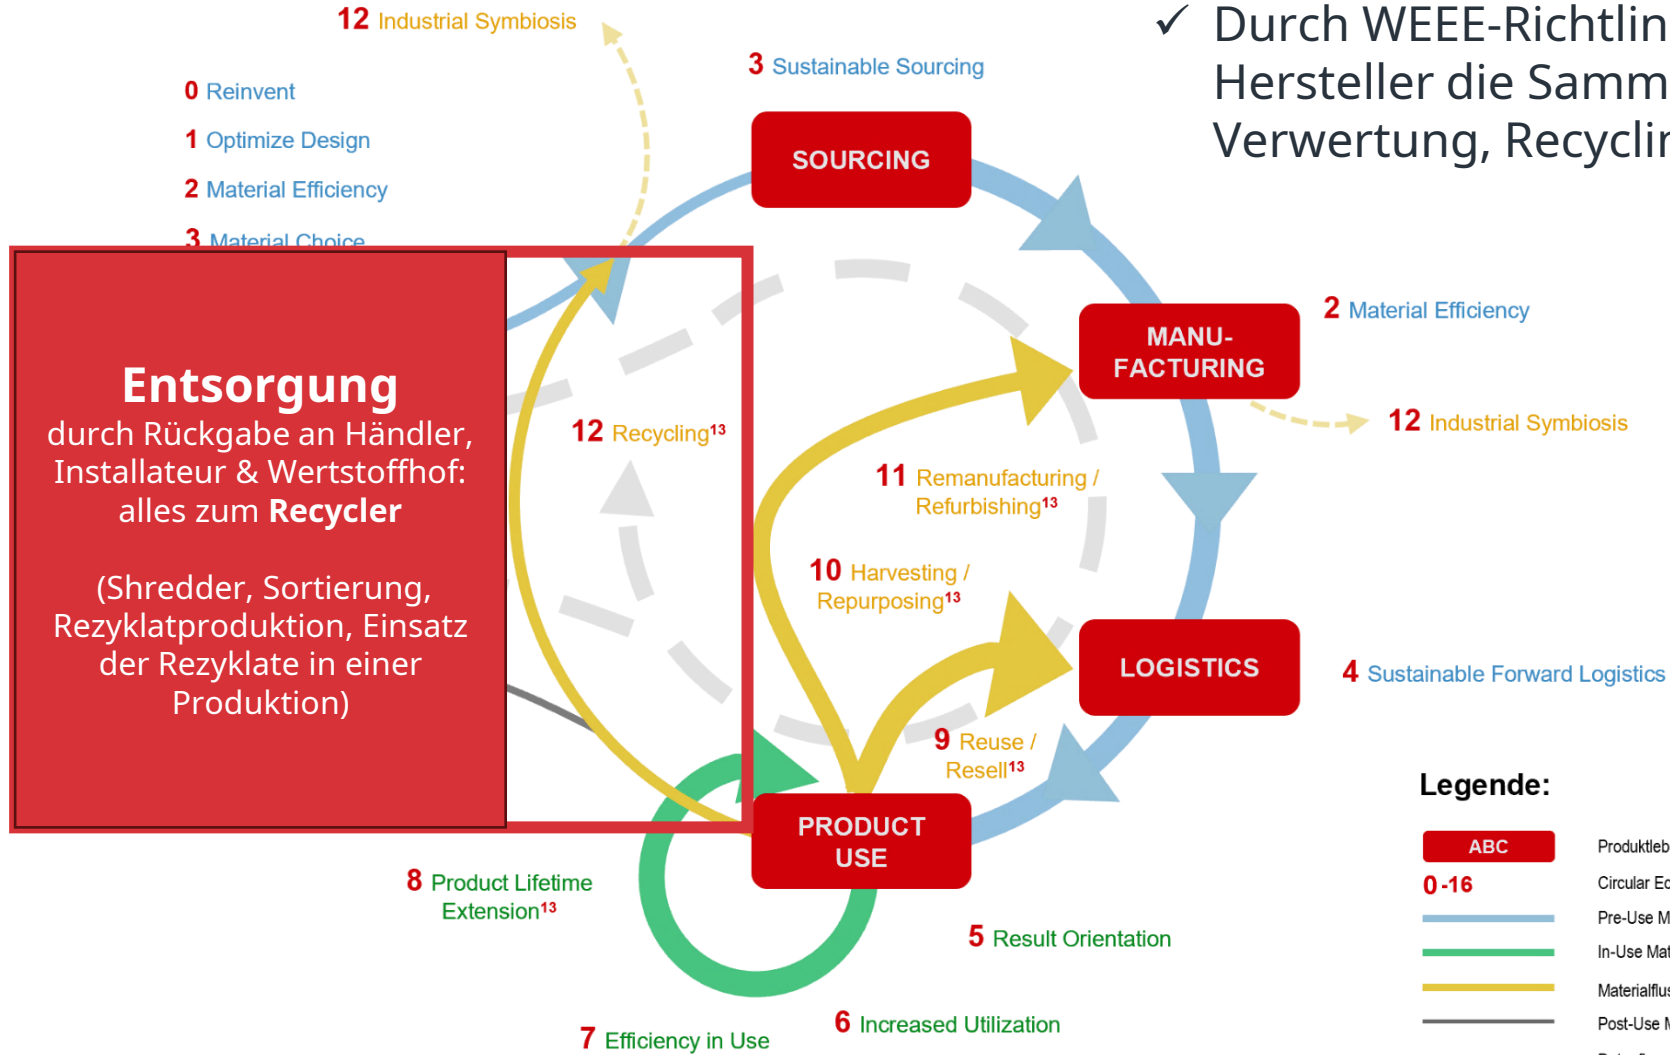 12 Industrial Symbiosis
✓ Durch WEEE-Richtlin
Hersteller die Samm
Verwertung, Recyclin
3 Sustainable Sourcing
0 Reinvent
1 Optimize Design
2 Material Efficiency
3 Material Choice
SOURCING
MANU-
FACTURING
2 Material Efficiency
12 Industrial Symbiosis
Entsorgung
durch Rückgabe an Händler,
Installateur & Wertstoffhof:
alles zum Recycler
(Shredder, Sortierung,
Rezyklatproduktion, Einsatz
der Rezyklate in einer
Produktion)
12 Recycling13
11 Remanufacturing /
Refurbishing13
10 Harvesting /
Repurposing13
LOGISTICS
4 Sustainable Forward Logistics
9 Reuse /
Resell13
PRODUCT
USE
8 Product Lifetime
Extension13
5 Result Orientation
6 Increased Utilization
7 Efficiency in Use
Legende:
ABC Produktleb
0-16 Circular Ec
Pre-Use M
In-Use Mat
Materialflus
Post-Use M